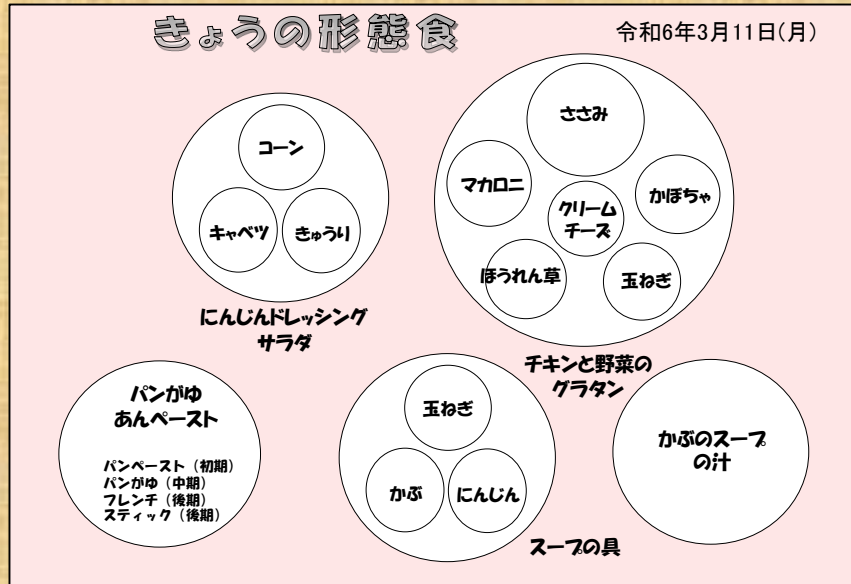 きょうの形態食
令和6年3月11日(月)
コーン
キャベツ
きゅうり
にんじんドレッシング
サラダ
ささみ
マカロニ
クリーム
チーズ
かぼちゃ
ほうれん草
玉ねぎ
チキンと野菜の
グラタン
パンがゆ
あんペースト
パンペースト（初期）
パンがゆ（中期）
フレンチ（後期）
スティック（後期）
玉ねぎ
かぶ
にんじん
スープの具
かぶのスープ
の汁